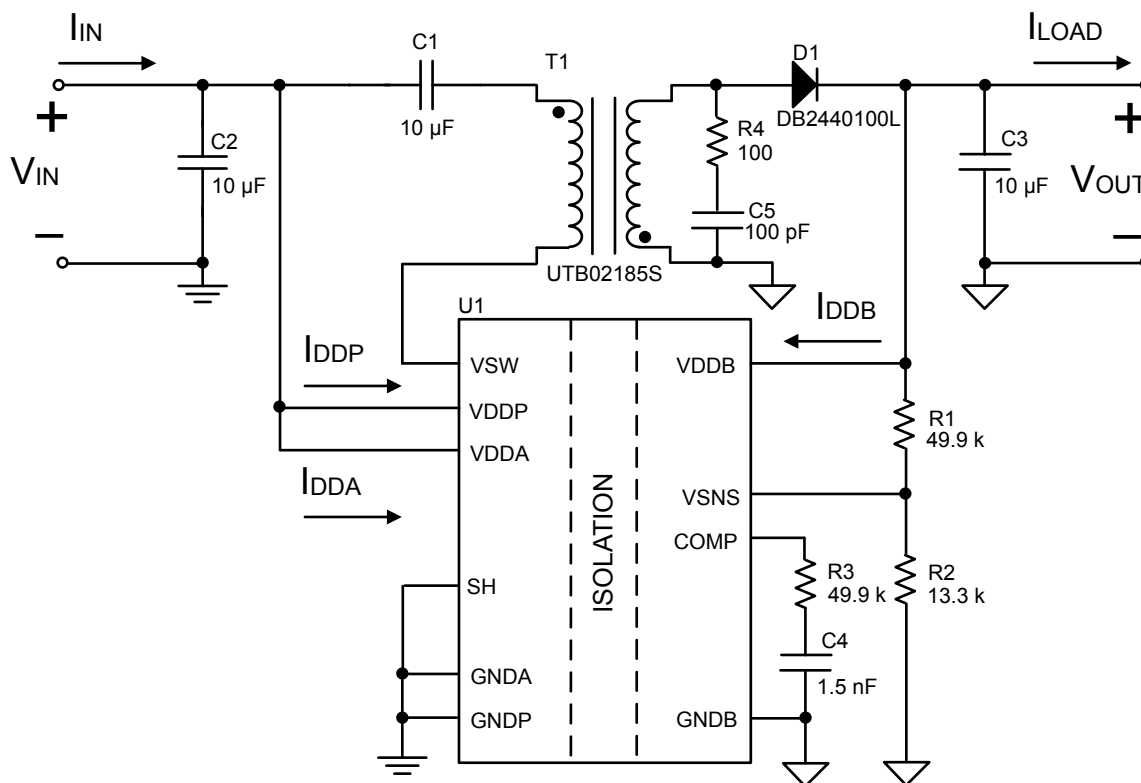 IIN
C1
T1
D1
ILOAD
+
VIN
−
C2
10 µF
10 µF
R4
100
C5
100 pF
DB2440100L
C3
10 µF
+
VOUT
−
UTB02185S
U1
IDDP
IDDA
IDDB
VSW
VDDP
VDDA
SH
GNDA
GNDP
ISOLATION
VDDB
VSNS
COMP
GNDB
R1
49.9 k
R3
49.9 k
R2
13.3 k
C4
1.5 nF